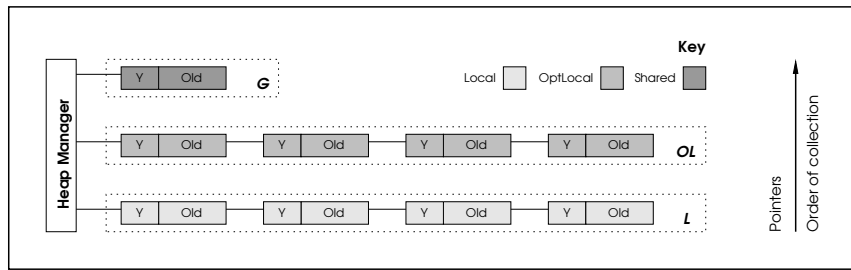 Key
Local OptLocal Shared
Heap Manager
Y Old G
Y Old Y Old Y Old Y Old OL
Y Old Y Old Y Old Y Old L
Pointers
Order of collection